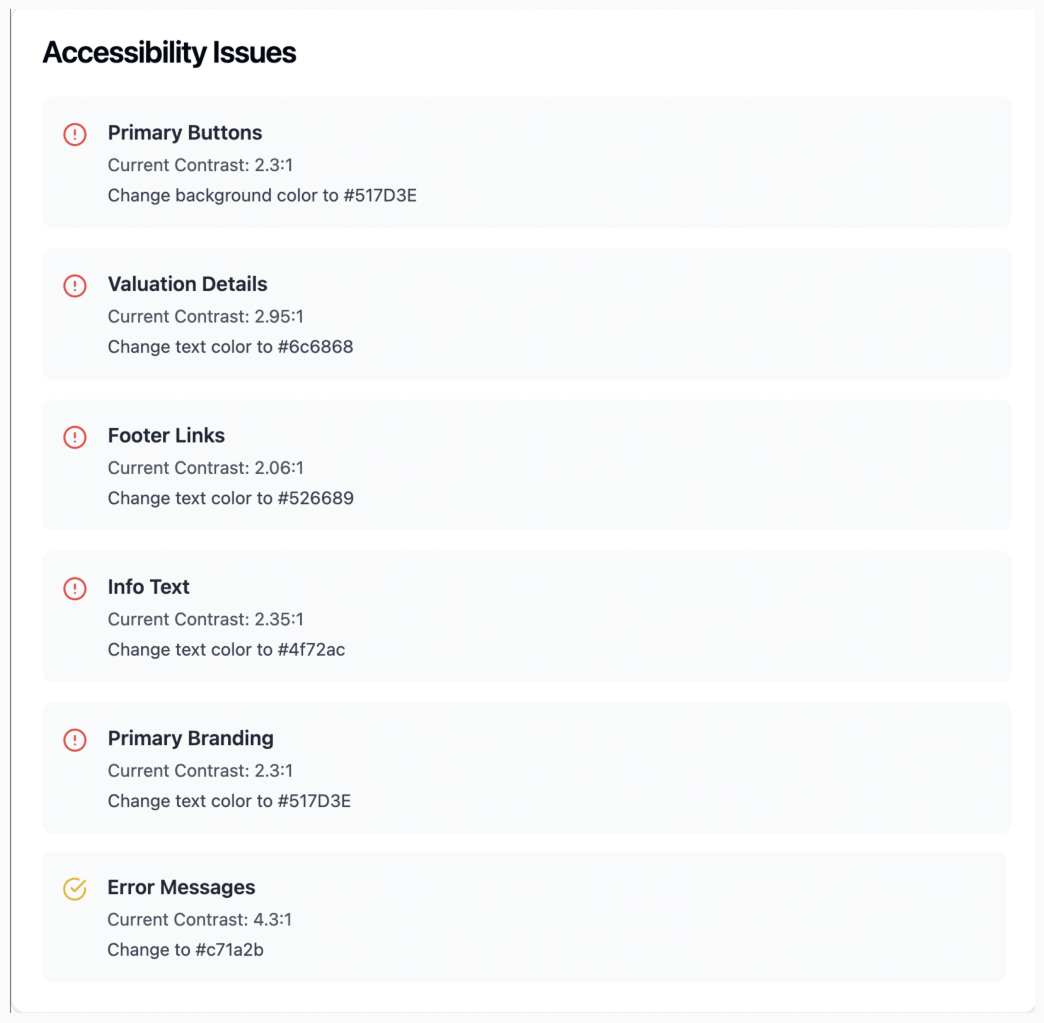 Accessibility Issues
Primary Buttons
Current Contrast: 2.3:1
Change background color to #517D3E
Valuation Details
Current Contrast: 2.95:1
Change text color to #6c6868
Footer Links
Current Contrast: 2.06:1
Change text color to #526689
Info Text
Current Contrast: 2.35:1
Change text color to #4f72ac
Primary Branding
Current Contrast: 2.3:1
Change text color to #517D3E
Error Messages
Current Contrast: 4.3:1
Change to #c71a2b